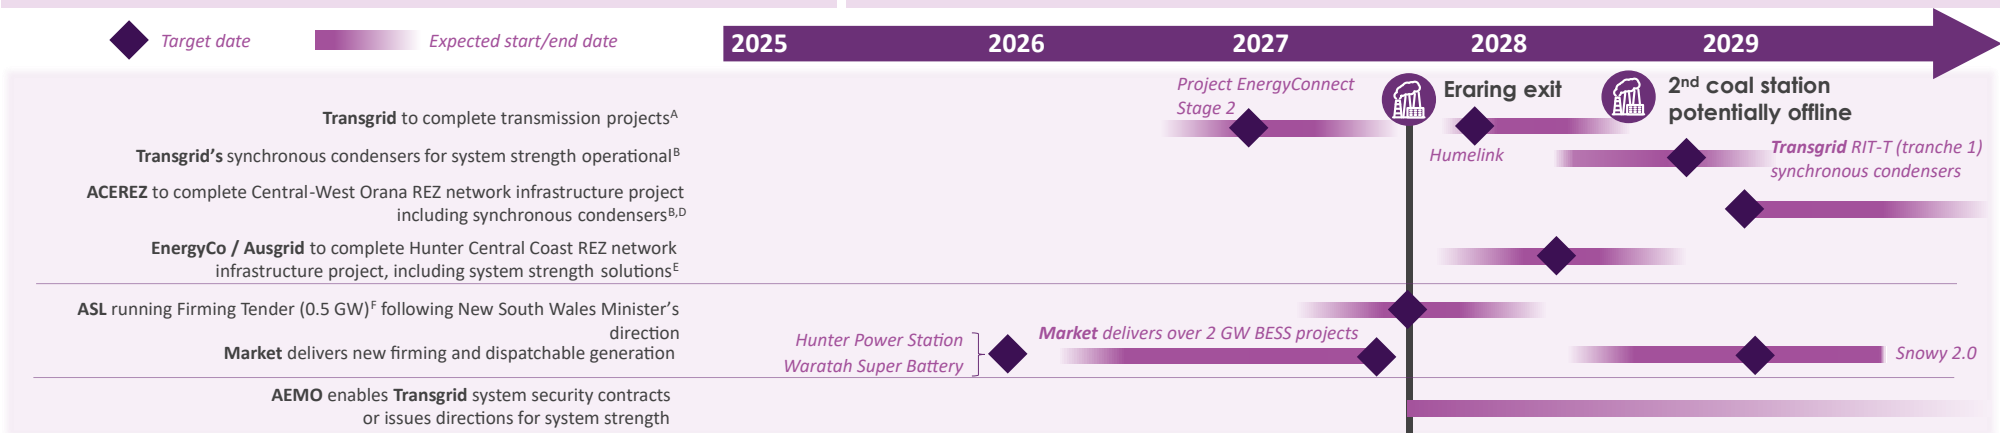 Target date
Expected start/end date
2025 2026 2027 2028 2029
Project EnergyConnect
Stage 2
Eraring exit
2nd coal station
potentially offline
Transgrid to complete transmission projectsA
Humelink
Transgrid's synchronous condensers for system strength operationalB
Transgrid RIT-T (tranche 1)
synchronous condensers
ACEREZ to complete Central-West Orana REZ network infrastructure project
including synchronous condensersB,D
EnergyCo / Ausgrid to complete Hunter Central Coast REZ network
infrastructure project, including system strength solutionsE
ASL running Firming Tender (0.5 GW)F following New South Wales Minister's
direction
Market delivers new firming and dispatchable generation
Hunter Power Station
Waratah Super Battery
Market delivers over 2 GW BESS projects
Snowy 2.0
AEMO enables Transgrid system security contracts
or issues directions for system strength